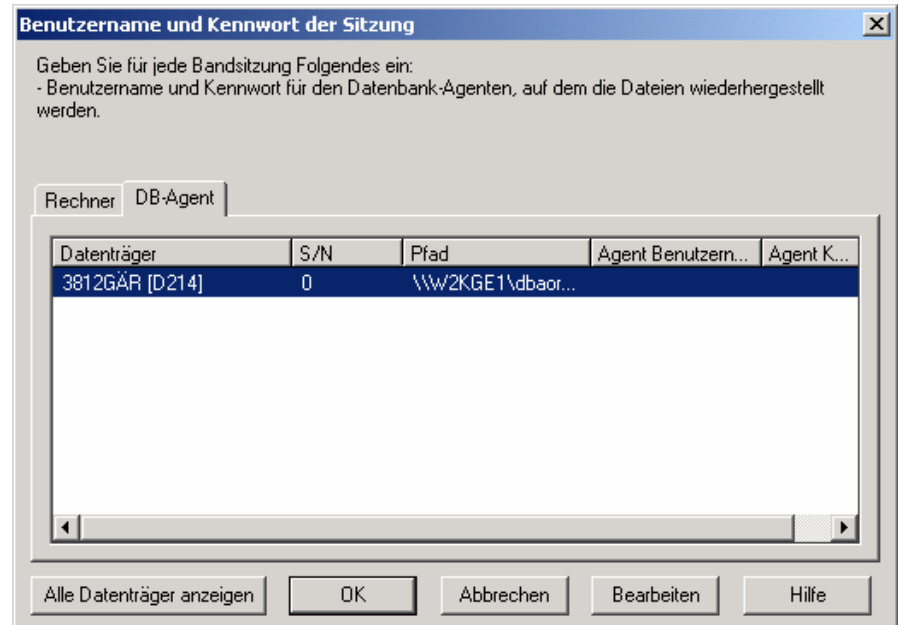 Benutzername und Kennwort der Sitzung
Geben Sie für jede Bandsitzung Folgendes ein:
- Benutzername und Kennwort für den Datenbank-Agenten, auf dem die Dateien wiederhergestellt
werden.
Rechner DB-Agent
Datenträger S/N Pfad Agent Benutzern... Agent K...
3812GÄR [D214] 0 \\W2KGE1\dbaor...
Alle Datenträger anzeigen OK Abbrechen Bearbeiten Hilfe